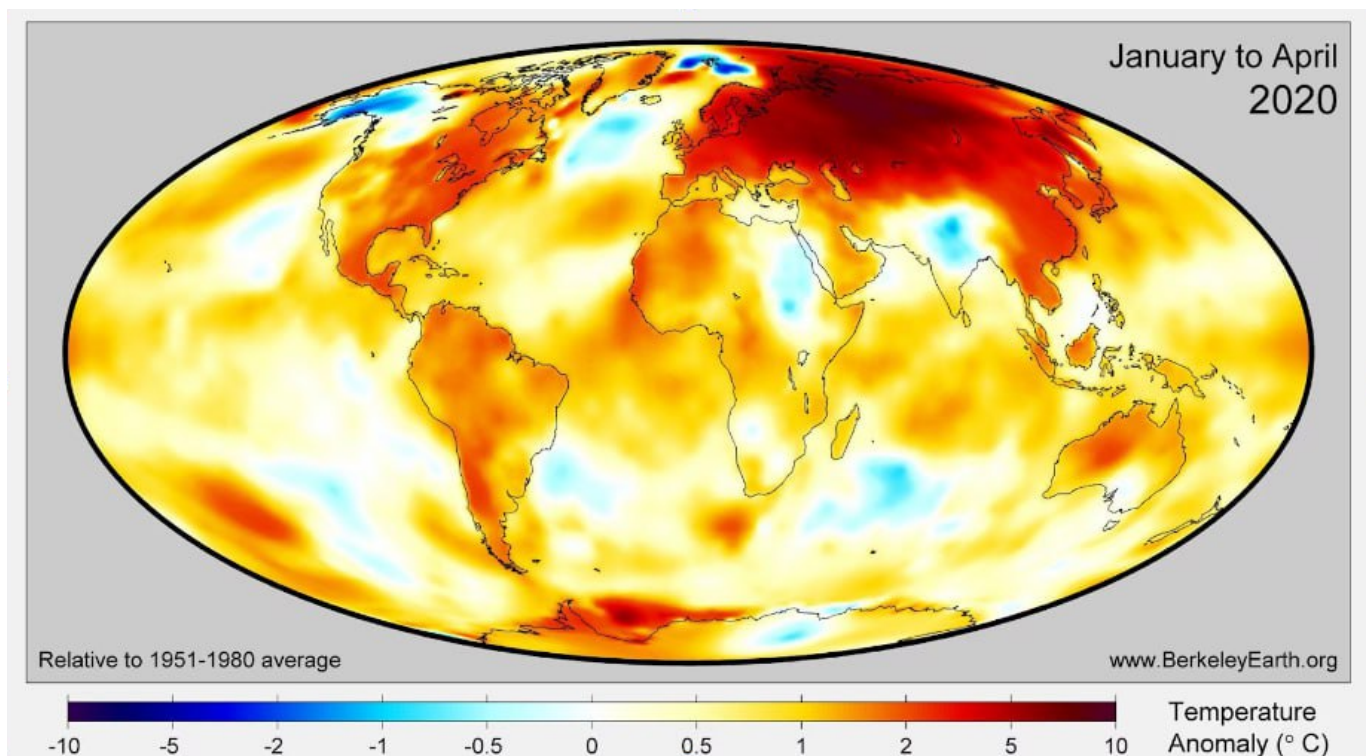 January to April
2020
Relative to 1951-1980 average
www.BerkeleyEarth.org
-10 -5 -2 -1 -0.5 0 0.5 1 2 5 10
Temperature
Anomaly (° C)